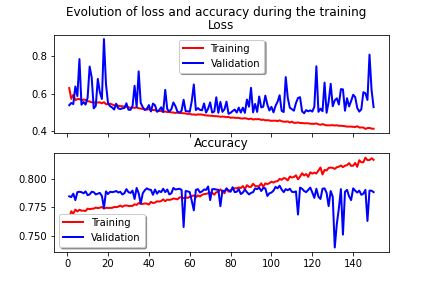 Evolution of loss and accuracy during the training
Loss
0.8
0.6
0.4
Training
Validation
Accuracy
0.800
0.775
0.750
Training
Validation
0 20 40 60 80 100 120 140